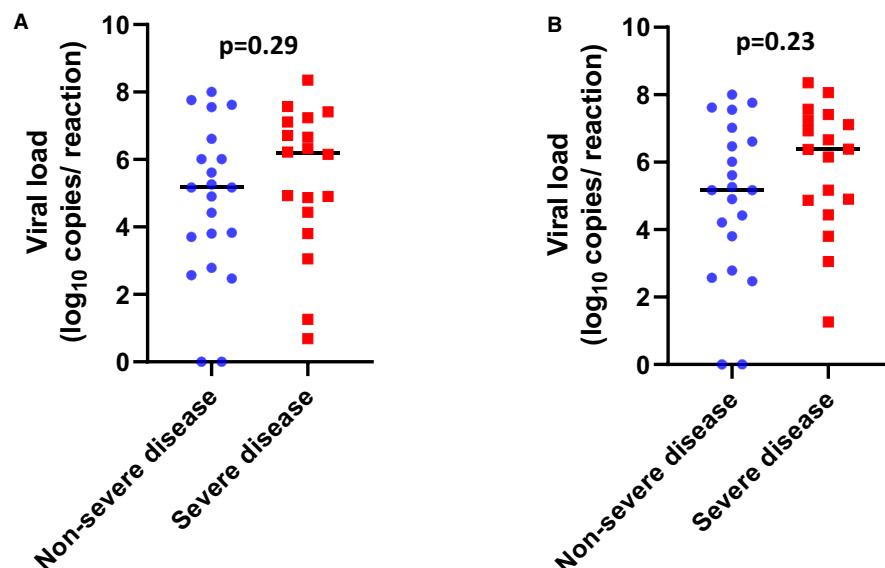 A
p=0.29
Viral load
(log10 copies/ reaction)
10
8
6
4
2
0
Non-severe disease
Severe disease
B
p=0.23
Viral load
(log10 copies/ reaction)
10
8
6
4
2
0
Non-severe disease
Severe disease